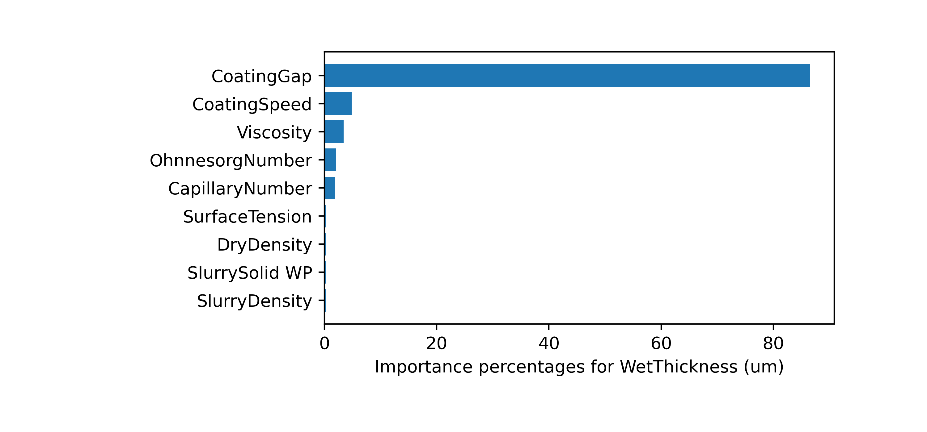 CoatingGap
CoatingSpeed
Viscosity
OhnnesorgNumber
CapillaryNumber
SurfaceTension
DryDensity
SlurrySolid WP
SlurryDensity
0 20 40 60 80
Importance percentages for WetThickness (um)